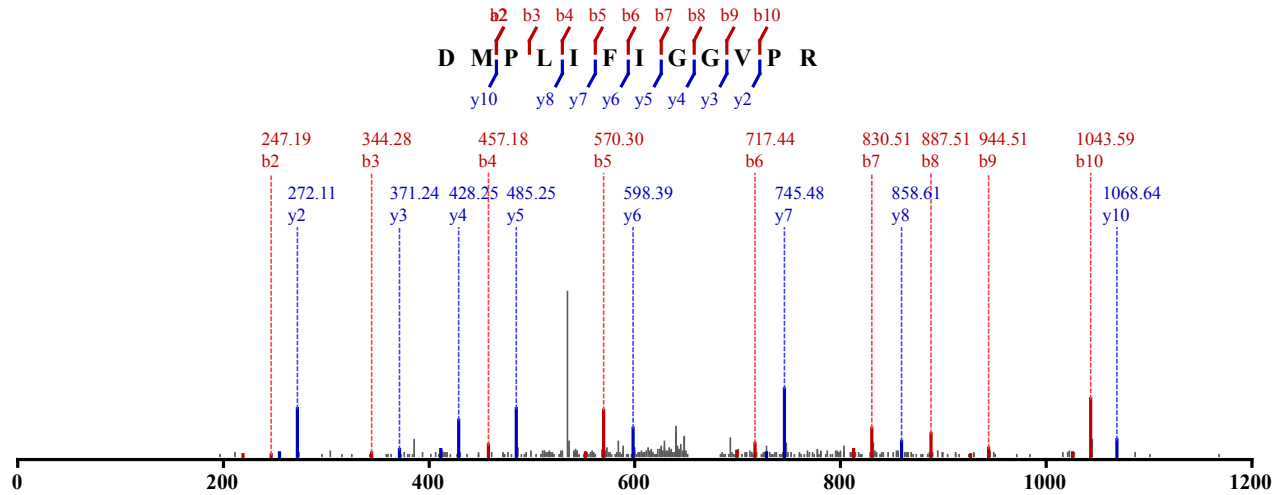 a2 b2 b3 b4 b5 b6 b7 b8 b9 b10
D M P L I F I G G V P R
y10 y8 y7 y6 y5 y4 y3 y2
247.19 344.28 457.18 570.30 717.44 830.51 887.51 944.51 1043.59
b2 b3 b4 b5 b6 b7 b8 b9 b10
272.11 371.24 428.25 485.25 598.39 745.48 858.61 1068.64
y2 y3 y4 y5 y6 y7 y8 y10
0 200 400 600 800 1000 1200